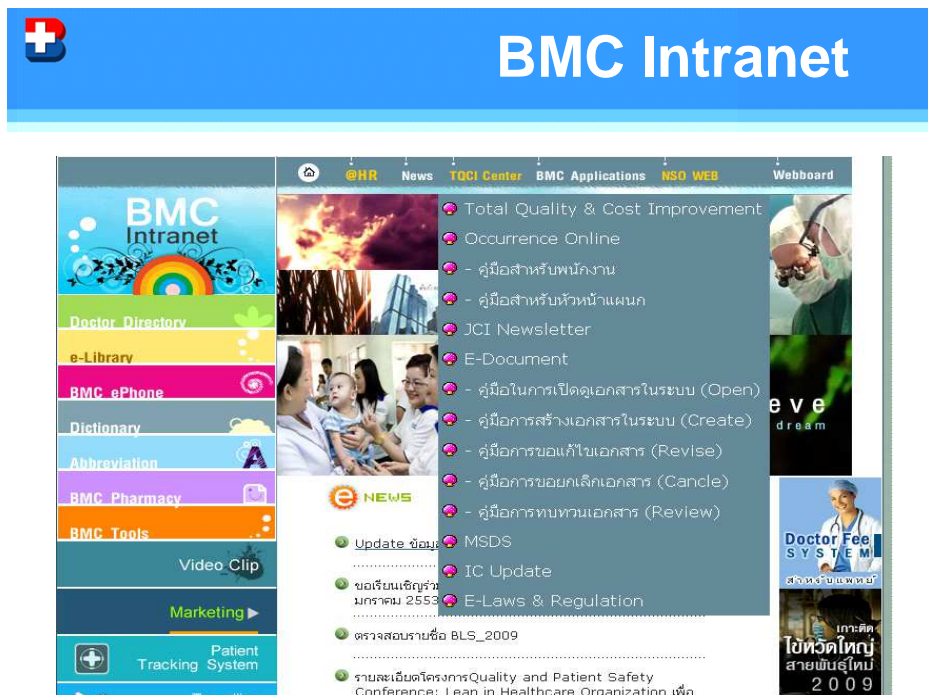 BMC Intranet
@HR News TQCI Center BMC Applications NSO WEB Webboard
BMC
Intranet
Doctor Directory
e-Library
BMC ePhone
Dictionary
Abbreviation
BMC Pharmacy
BMC Tools
Video Clip
Marketing
Patient
Tracking System
Total Quality & Cost Improvement
Occurrence Online
- คู่มือสำหรับพนักงาน
- คู่มือสำหรับหัวหน้าแผนก
JCI Newsletter
E-Document
- คู่มือในการเปิดดูเอกสารในระบบ (Open)
- คู่มือการสร้างเอกสารในระบบ (Create)
- คู่มือการขอแก้ไขเอกสาร (Revise)
- คู่มือการขอยกเลิกเอกสาร (Cancle)
- คู่มือการทบทวนเอกสาร (Review)
MSDS
IC Update
E-Laws & Regulation
eve
dream
e NEWS
Update
ขอเรียนเชิญร่วม
มกราคม 2553
ตรวจสอบรายชื่อ BLS_2009
รายละเอียดโครงการQuality and Patient Safety
Conference: Lean in Healthcare Organization เพื่อ
Doctor Fee
SYSTEM
สำหรับแพทย์
เกาะติด
ไข้หวัดใหญ่
สายพันธุ์ใหม่
2009